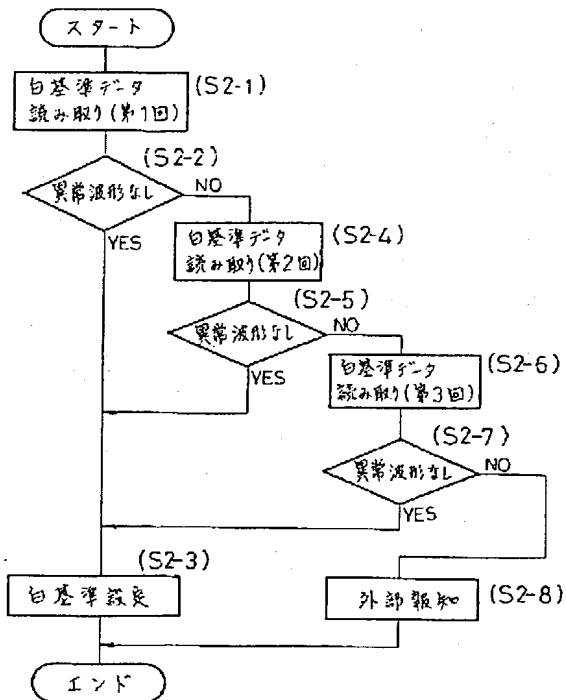 スタート
白基準データ
読み取り(第1回)
(S2-1)
(S2-2)
異常波形なし
NO
YES
白基準データ
読み取り(第2回)
(S2-4)
(S2-5)
異常波形なし
NO
YES
白基準データ
読み取り(第3回)
(S2-6)
(S2-7)
異常波形なし
NO
YES
(S2-3)
白基準設定
外部報知
(S2-8)
エンド